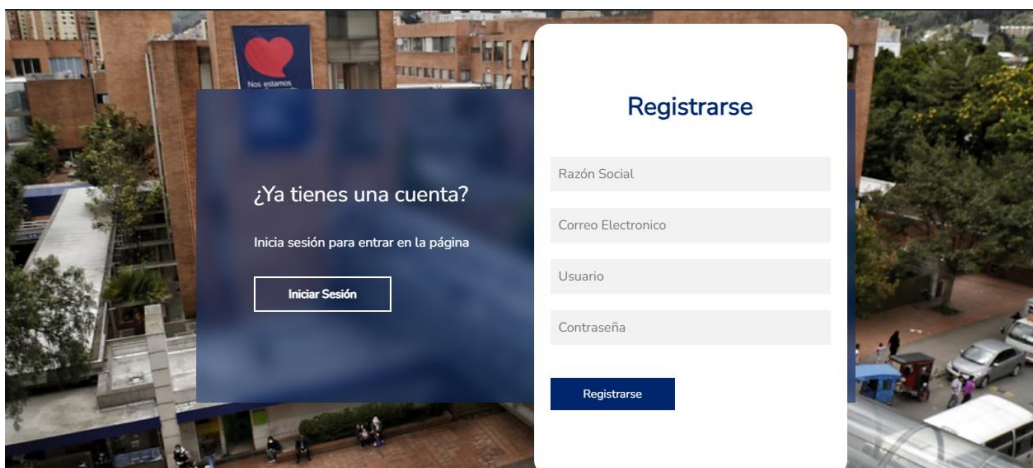 Nos estamos
¿Ya tienes una cuenta?
Inicia sesión para entrar en la página
Iniciar Sesión
Registrarse
Razón Social
Correo Electronico
Usuario
Contraseña
Registrarse